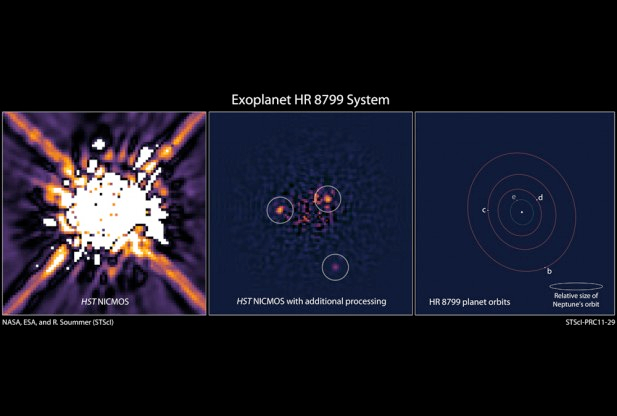 Exoplanet HR 8799 System
HST NICMOS
HST NICMOS with additional processing
e
d
c
b
HR 8799 planet orbits
Relative size of
Neptune's orbit
NASA, ESA, and R. Soummer (STScI)
STScI-PRC11-29